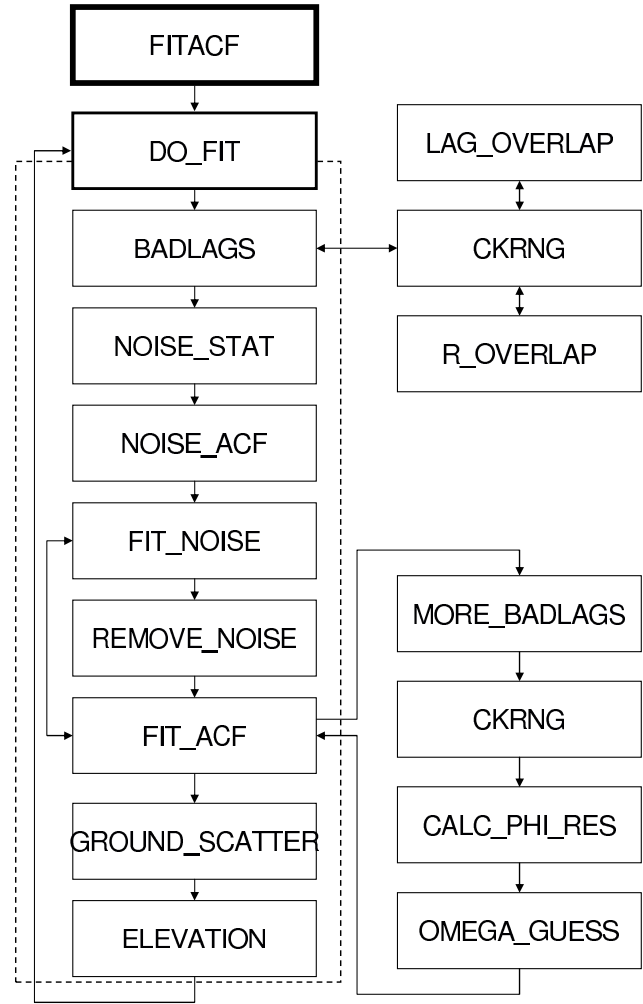 FITACF
DO_FIT
BADLAGS
NOISE_STAT
NOISE_ACF
FIT_NOISE
REMOVE_NOISE
FIT_ACF
GROUND_SCATTER
ELEVATION
LAG_OVERLAP
CKRNG
R_OVERLAP
MORE_BADLAGS
CKRNG
CALC_PHI_RES
OMEGA_GUESS